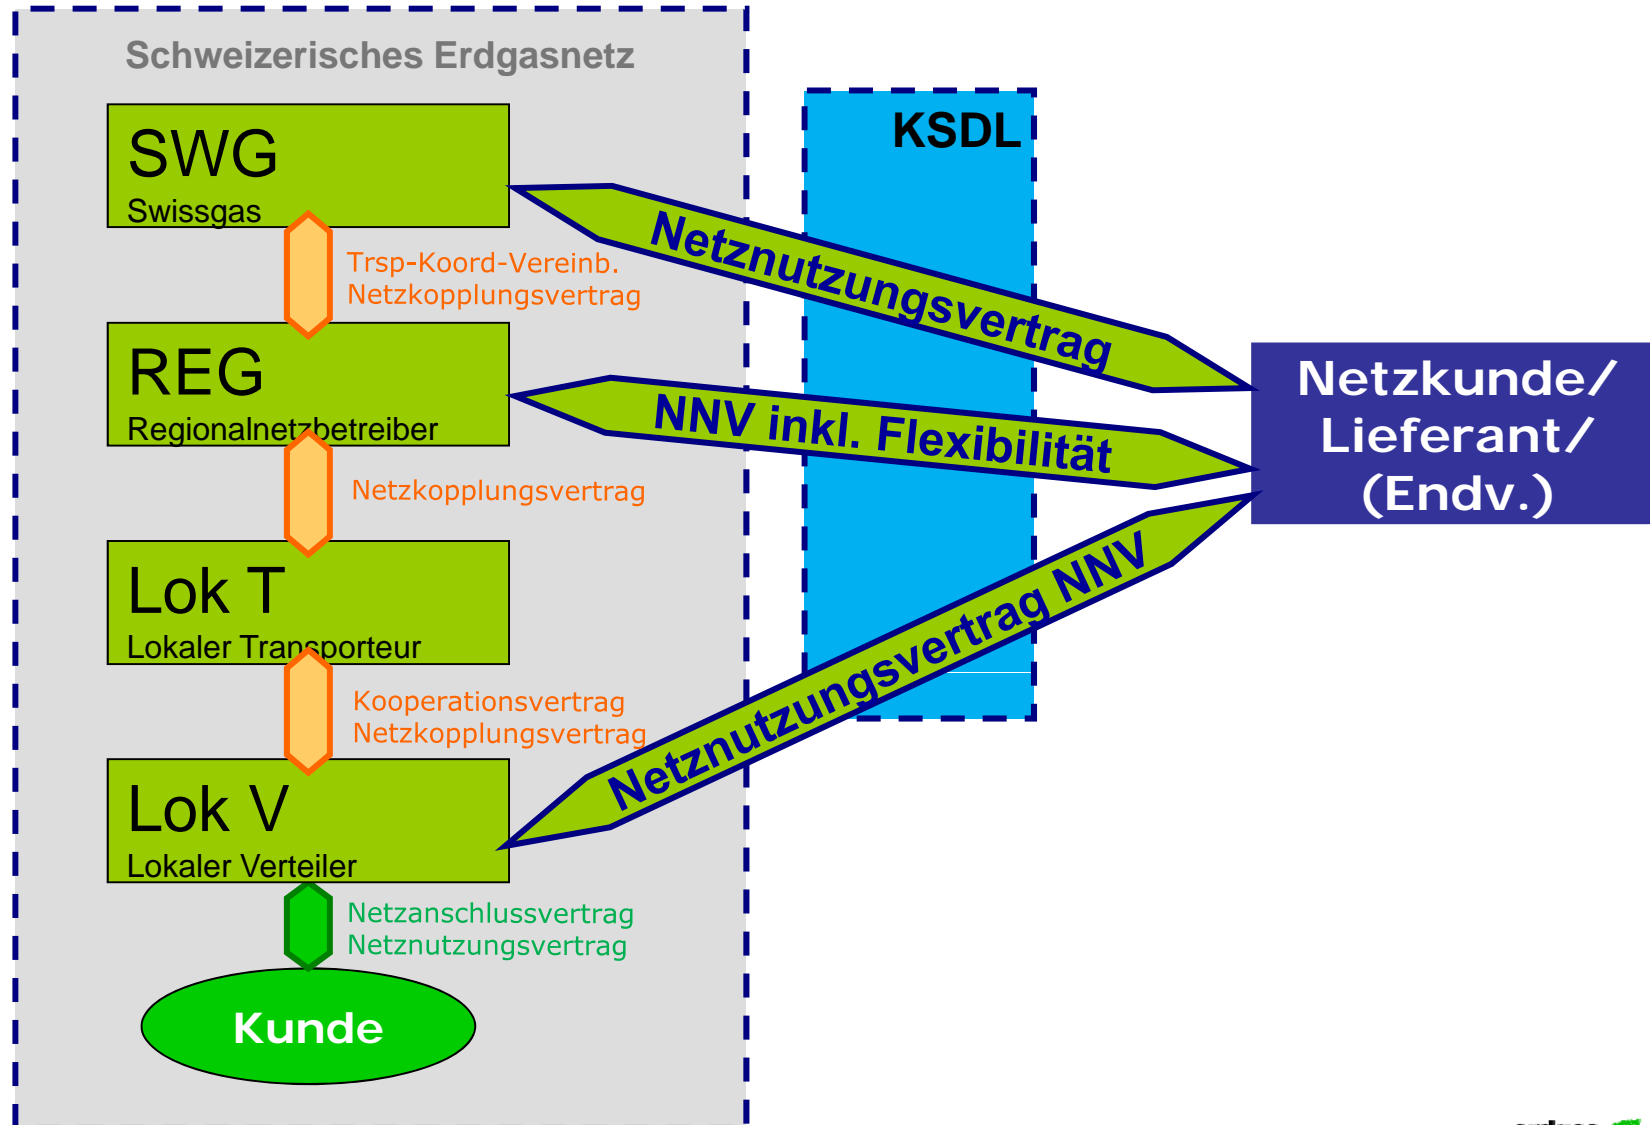 Schweizerisches Erdgasnetz
KSDL
SWG
Swissgas
Netznutzungsvertrag
Trsp-Koord-Vereinb.
Netzkopplungsvertrag
REG
Regionalnetzbetreiber
NNV inkl. Flexibilität
Netzkunde/
Lieferant/
(Endv.)
Netzkopplungsvertrag
Lok T
Lokaler Transporteur
Netznutzungsvertrag NNV
Kooperationsvertrag
Netzkopplungsvertrag
Lok V
Lokaler Verteiler
Netzanschlussvertrag
Netznutzungsvertrag
Kunde